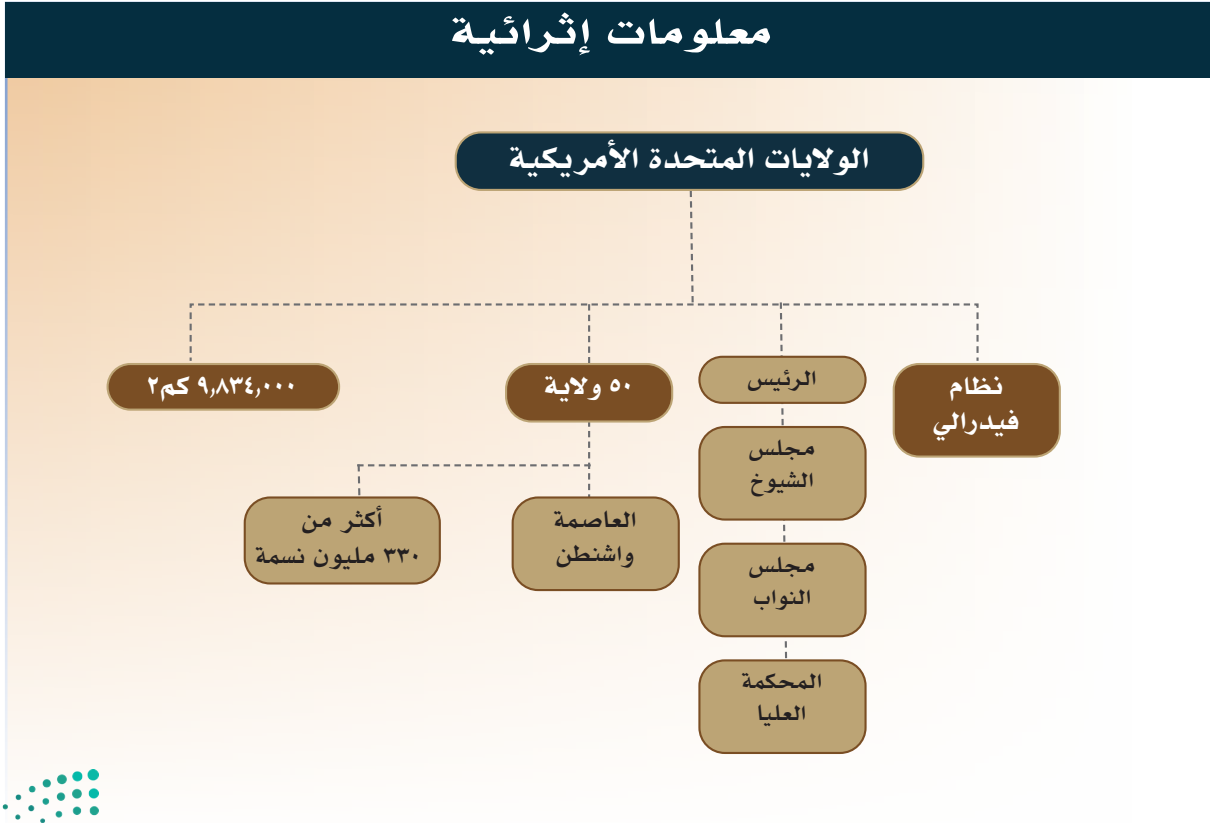 معلومات إثرائية
الولايات المتحدة الأمريكية
نظام
فيدرالي
الرئيس
مجلس
الشيوخ
مجلس
النواب
المحكمة
العليا
٥٠ ولاية
العاصمة
واشنطن
أكثر من
٣٣٠ مليون نسمة
٩,٨٣٤,٠٠٠ كم٢